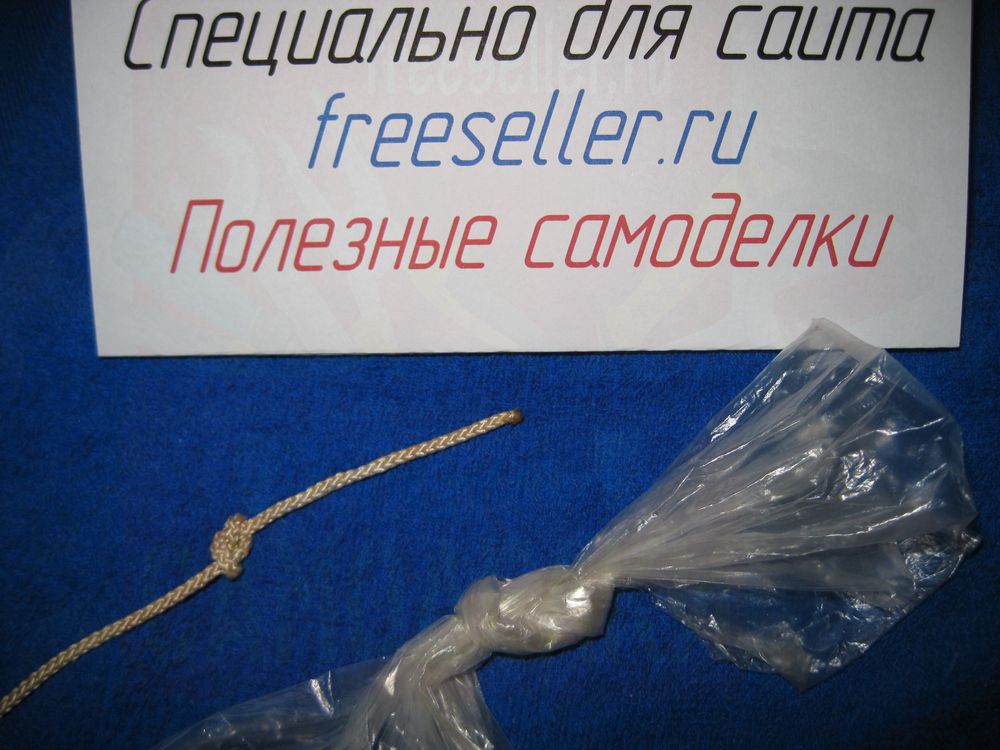 Специально для сайта
freeseller.ru
Полезные самоделки